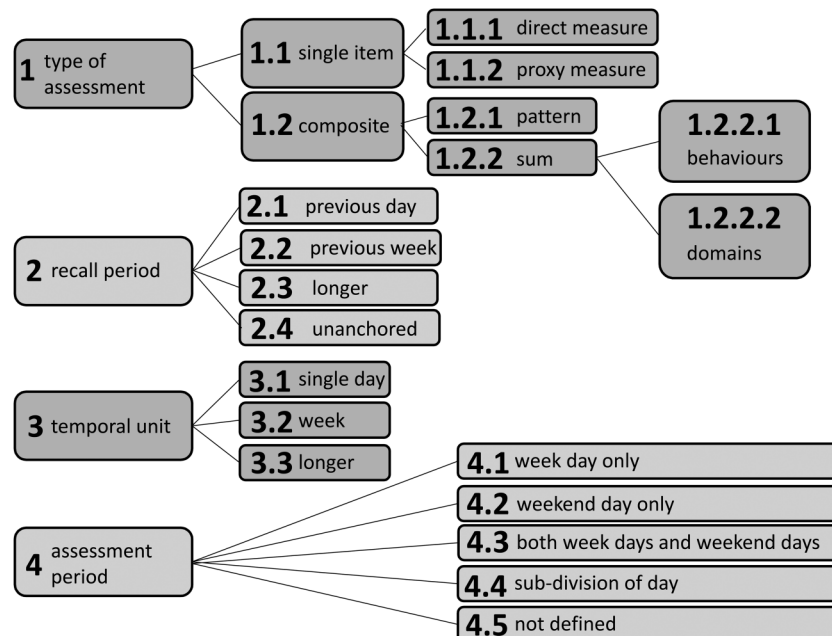 1 type of
assessment
1.1 single item
1.1.1 direct measure
1.1.2 proxy measure
1.2 composite
1.2.1 pattern
1.2.2 sum
1.2.2.1
behaviours
1.2.2.2
domains
2 recall period
2.1 previous day
2.2 previous week
2.3 longer
2.4 unanchored
3 temporal unit
3.1 single day
3.2 week
3.3 longer
4 assessment
period
4.1 week day only
4.2 weekend day only
4.3 both week days and weekend days
4.4 sub-division of day
4.5 not defined